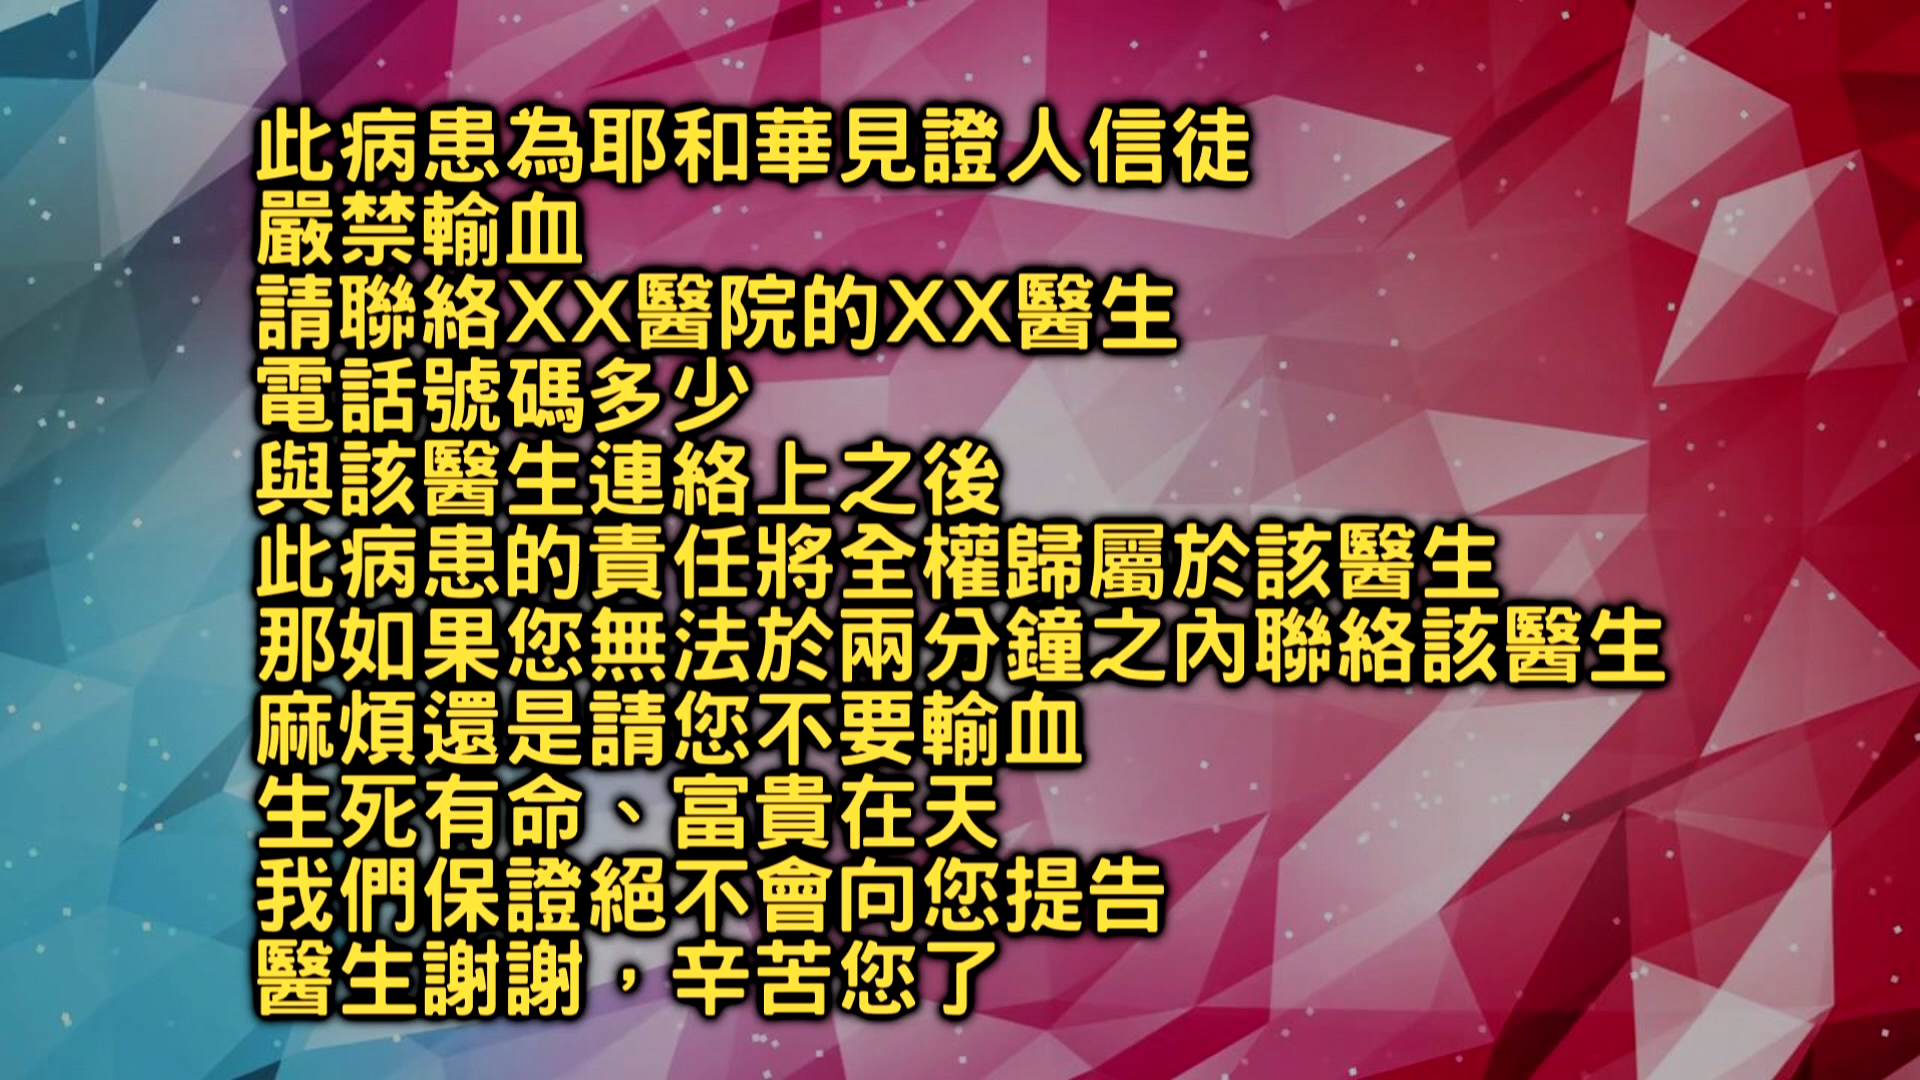 此病患為耶和華見證人信徒
嚴禁輸血
請聯絡XX醫院的XX醫生
電話號碼多少
與該醫生連絡上之後
此病患的責任將全權歸屬於該醫生
那如果您無法於兩分鐘之內聯絡該醫生
麻煩還是請您不要輸血
生死有命、富貴在天
我們保證絕不會向您提告
醫生謝謝，辛苦您了